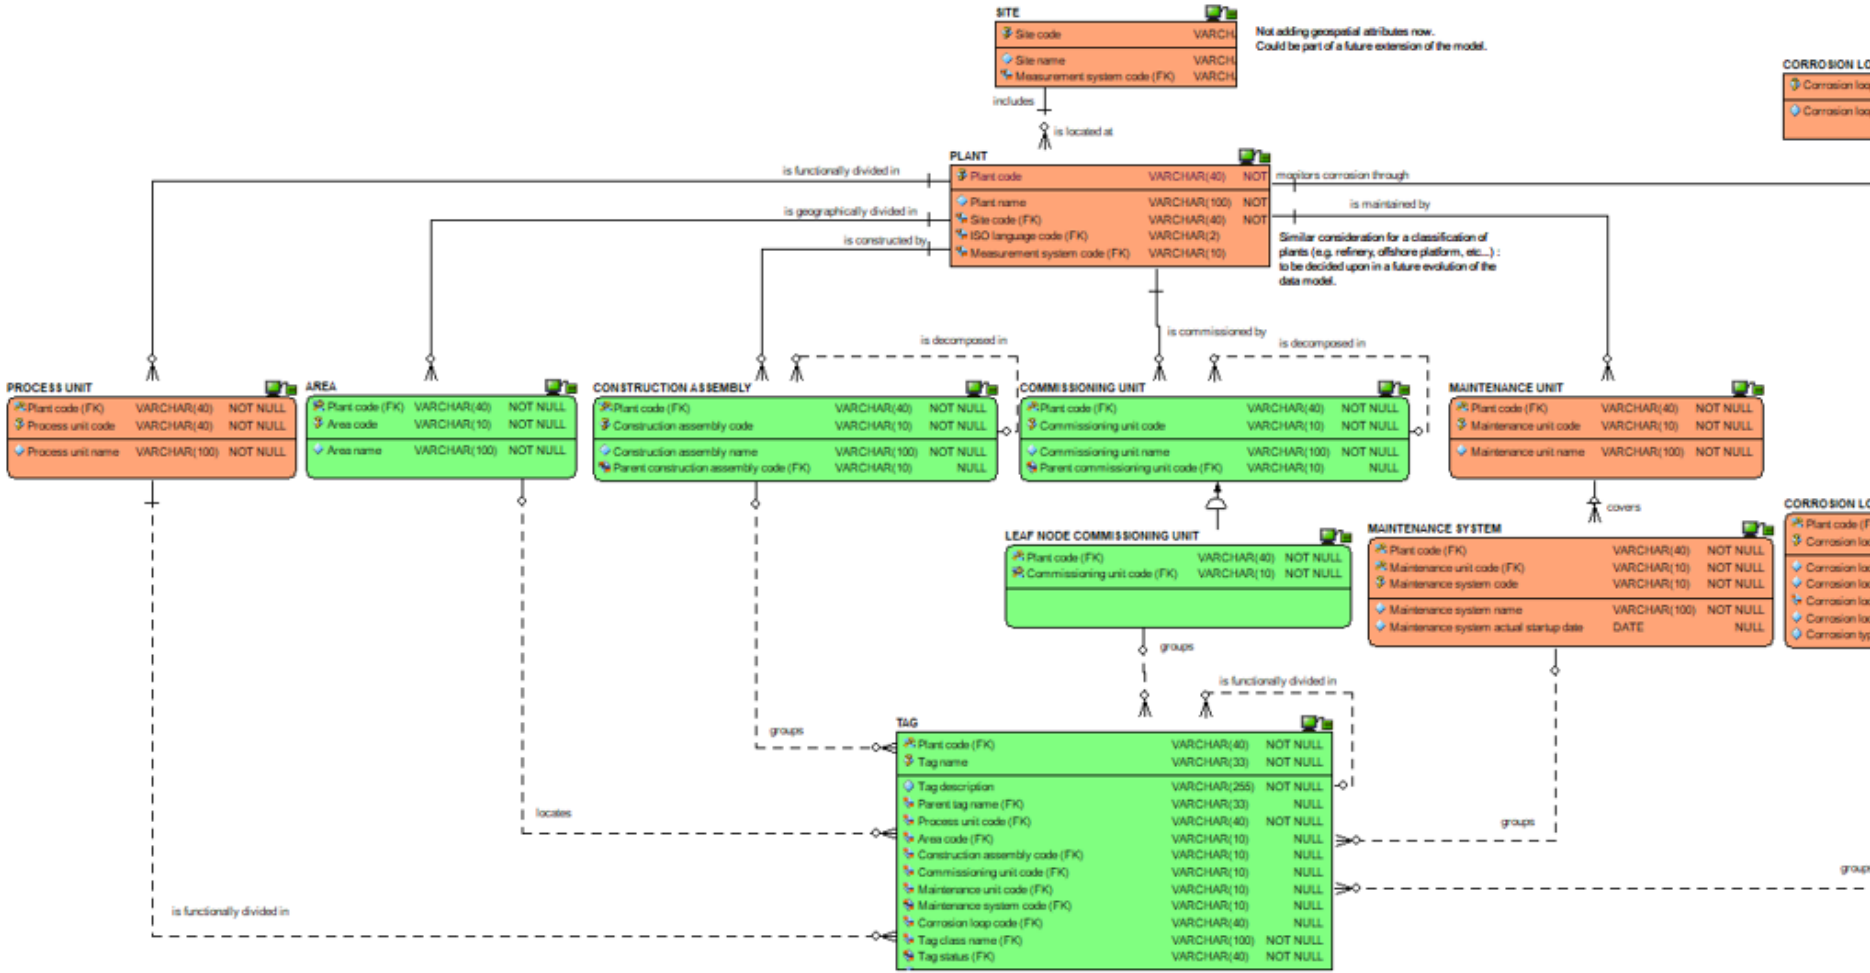 SITE
Site code VARCH
Site name VARCH
Measurement system code (FK) VARCH
Not adding geospatial attributes now.
Could be part of a future extension of the model.
CORROSION LO
Corrosion loo
Corrosion loo
includes
is located at
PLANT
Plant code VARCHAR(40) NOT
Plant name VARCHAR(100) NOT
Site code (FK) VARCHAR(40) NOT
ISO language code (FK) VARCHAR(2)
Measurement system code (FK) VARCHAR(10)
is functionally divided in
is geographically divided in
is constructed by
monitors corrosion through
is maintained by
Similar consideration for a classification of
plants (e.g. refinery, offshore platform, etc...) :
to be decided upon in a future evolution of the
data model.
is commissioned by
is decomposed in
is decomposed in
PROCESS UNIT
Plant code (FK) VARCHAR(40) NOT NULL
Process unit code VARCHAR(40) NOT NULL
Process unit name VARCHAR(100) NOT NULL
AREA
Plant code (FK) VARCHAR(40) NOT NULL
Area code VARCHAR(10) NOT NULL
Area name VARCHAR(100) NOT NULL
CONSTRUCTION ASSEMBLY
Plant code (FK) VARCHAR(40) NOT NULL
Construction assembly code VARCHAR(10) NOT NULL
Construction assembly name VARCHAR(100) NOT NULL
Parent construction assembly code (FK) VARCHAR(10) NULL
COMMISSIONING UNIT
Plant code (FK) VARCHAR(40) NOT NULL
Commissioning unit code VARCHAR(10) NOT NULL
Commissioning unit name VARCHAR(100) NOT NULL
Parent commissioning unit code (FK) VARCHAR(10) NULL
MAINTENANCE UNIT
Plant code (FK) VARCHAR(40) NOT NULL
Maintenance unit code VARCHAR(10) NOT NULL
Maintenance unit name VARCHAR(100) NOT NULL
covers
LEAF NODE COMMISSIONING UNIT
Plant code (FK) VARCHAR(40) NOT NULL
Commissioning unit code (FK) VARCHAR(10) NOT NULL
MAINTENANCE SYSTEM
Plant code (FK) VARCHAR(40) NOT NULL
Maintenance unit code (FK) VARCHAR(10) NOT NULL
Maintenance system code VARCHAR(10) NOT NULL
Maintenance system name VARCHAR(100) NOT NULL
Maintenance system actual startup date DATE NULL
CORROSION LO
Plant code (F
Corrosion loo
Corrosion loo
Corrosion loo
Corrosion loo
Corrosion loo
Corrosion typ
groups
is functionally divided in
groups
locates
is functionally divided in
groups
group
TAG
Plant code (FK) VARCHAR(40) NOT NULL
Tag name VARCHAR(33) NOT NULL
Tag description VARCHAR(255) NOT NULL
Parent tag name (FK) VARCHAR(33) NULL
Process unit code (FK) VARCHAR(40) NOT NULL
Area code (FK) VARCHAR(10) NULL
Construction assembly code (FK) VARCHAR(10) NULL
Commissioning unit code (FK) VARCHAR(10) NULL
Maintenance unit code (FK) VARCHAR(10) NULL
Maintenance system code (FK) VARCHAR(10) NULL
Corrosion loop code (FK) VARCHAR(40) NULL
Tag class name (FK) VARCHAR(100) NOT NULL
Tag status (FK) VARCHAR(40) NOT NULL